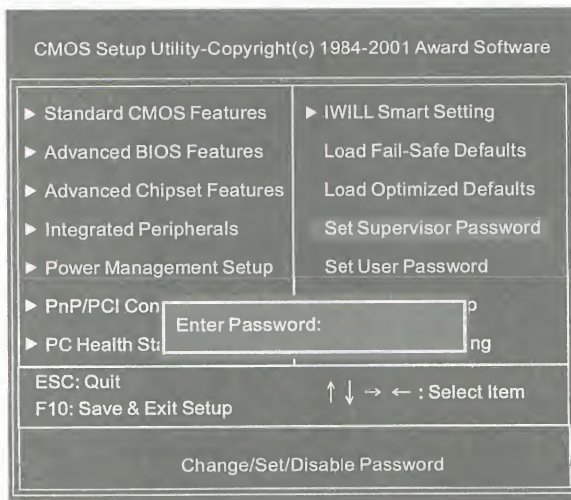 CMOS Setup Utility-Copyright(c) 1984-2001 Award Software
▶ Standard CMOS Features
▶ Advanced BIOS Features
▶ Advanced Chipset Features
▶ Integrated Peripherals
▶ Power Management Setup
▶ PnP/PCI Con
▶ PC Health Sta
▶ IWILL Smart Setting
Load Fail-Safe Defaults
Load Optimized Defaults
Set Supervisor Password
Set User Password
p
ng
Enter Password:
ESC: Quit
F10: Save & Exit Setup
↑ ↓ → ← : Select Item
Change/Set/Disable Password